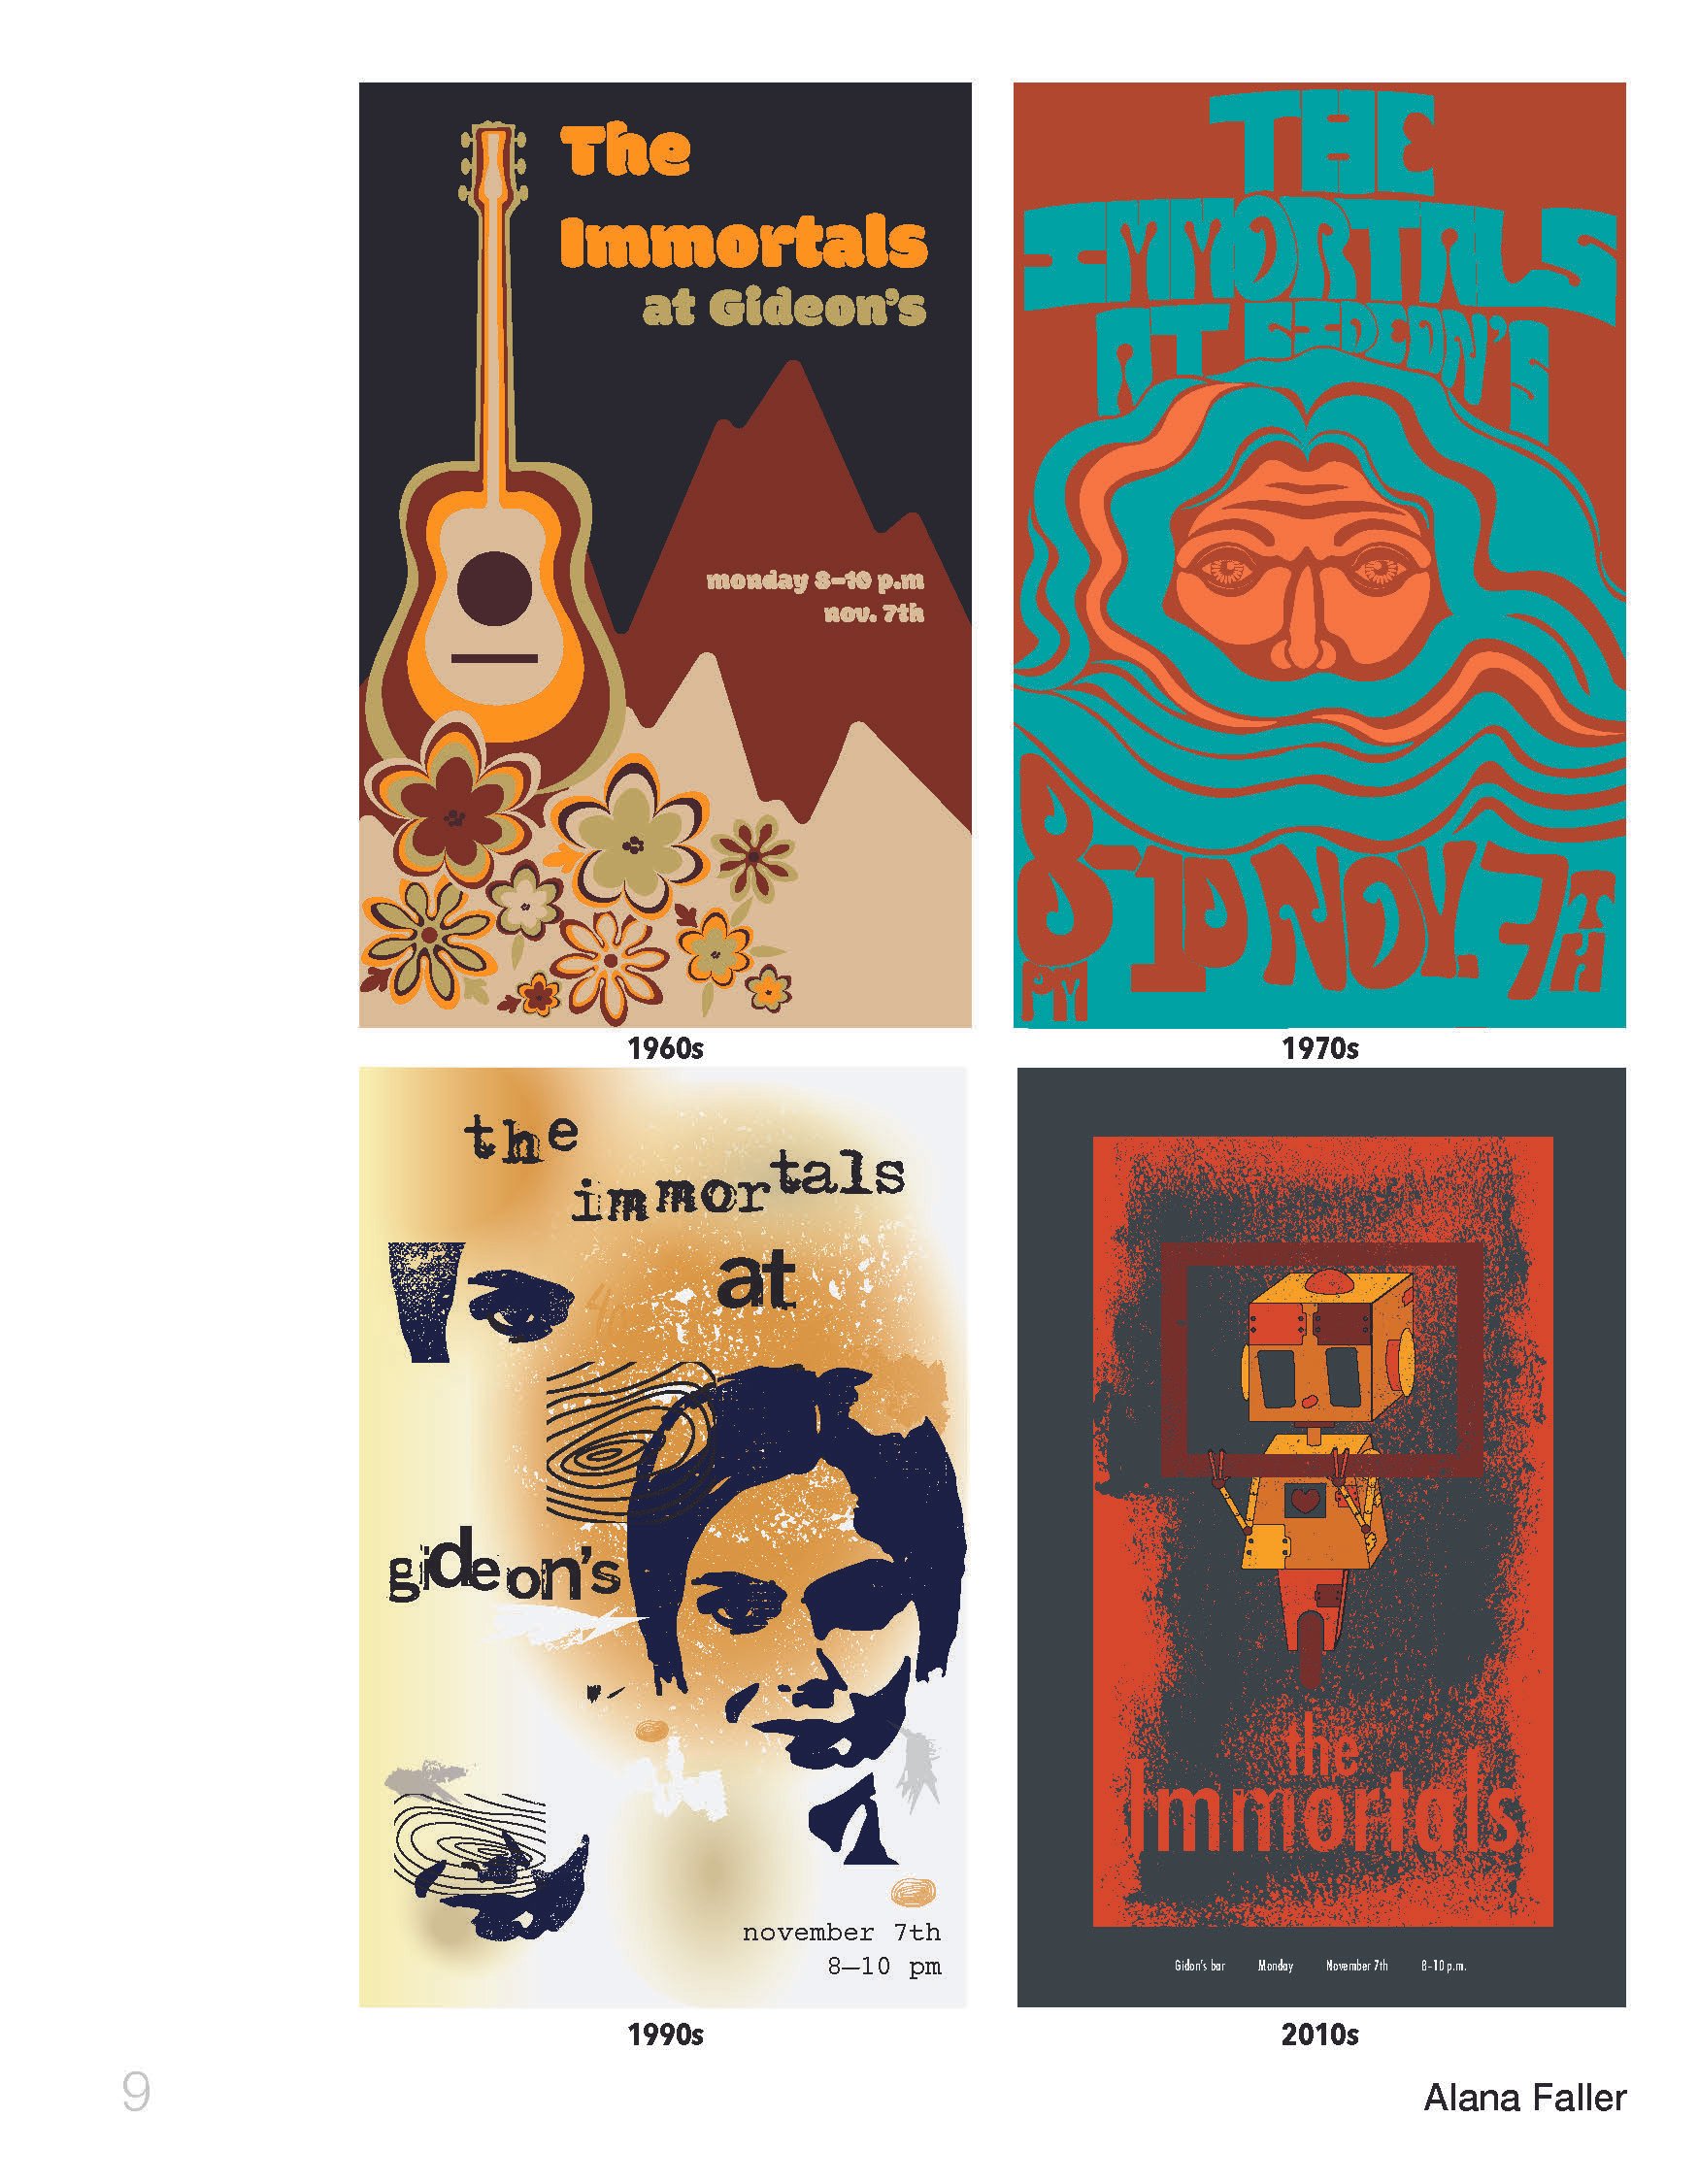 The
Immortals
at Gideon's
monday 8–10 p.m
nov. 7th
1960s
THE
IMMORTALS
AT GIDEON'S
8-10 NOV. 7TH
PM
1970s
the
immortals
at
gideon's
november 7th
8–10 pm
1990s
the
Immortals
Gidon's bar Monday November 7th 8–10 p.m.
2010s
9
Alana Faller